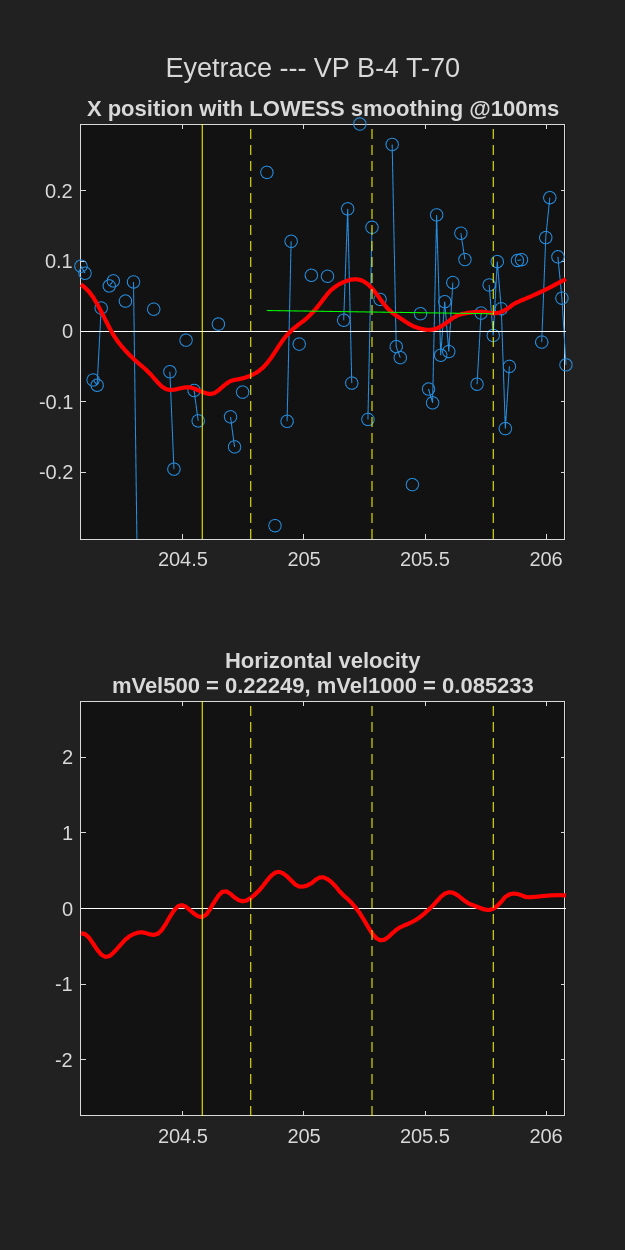 Eyetrace --- VP B-4 T-70
X position with LOWESS smoothing @100ms
0.2
0.1
0
-0.1
-0.2
204.5 205 205.5 206
Horizontal velocity
mVel500 = 0.22249, mVel1000 = 0.085233
2
1
0
-1
-2
204.5 205 205.5 206